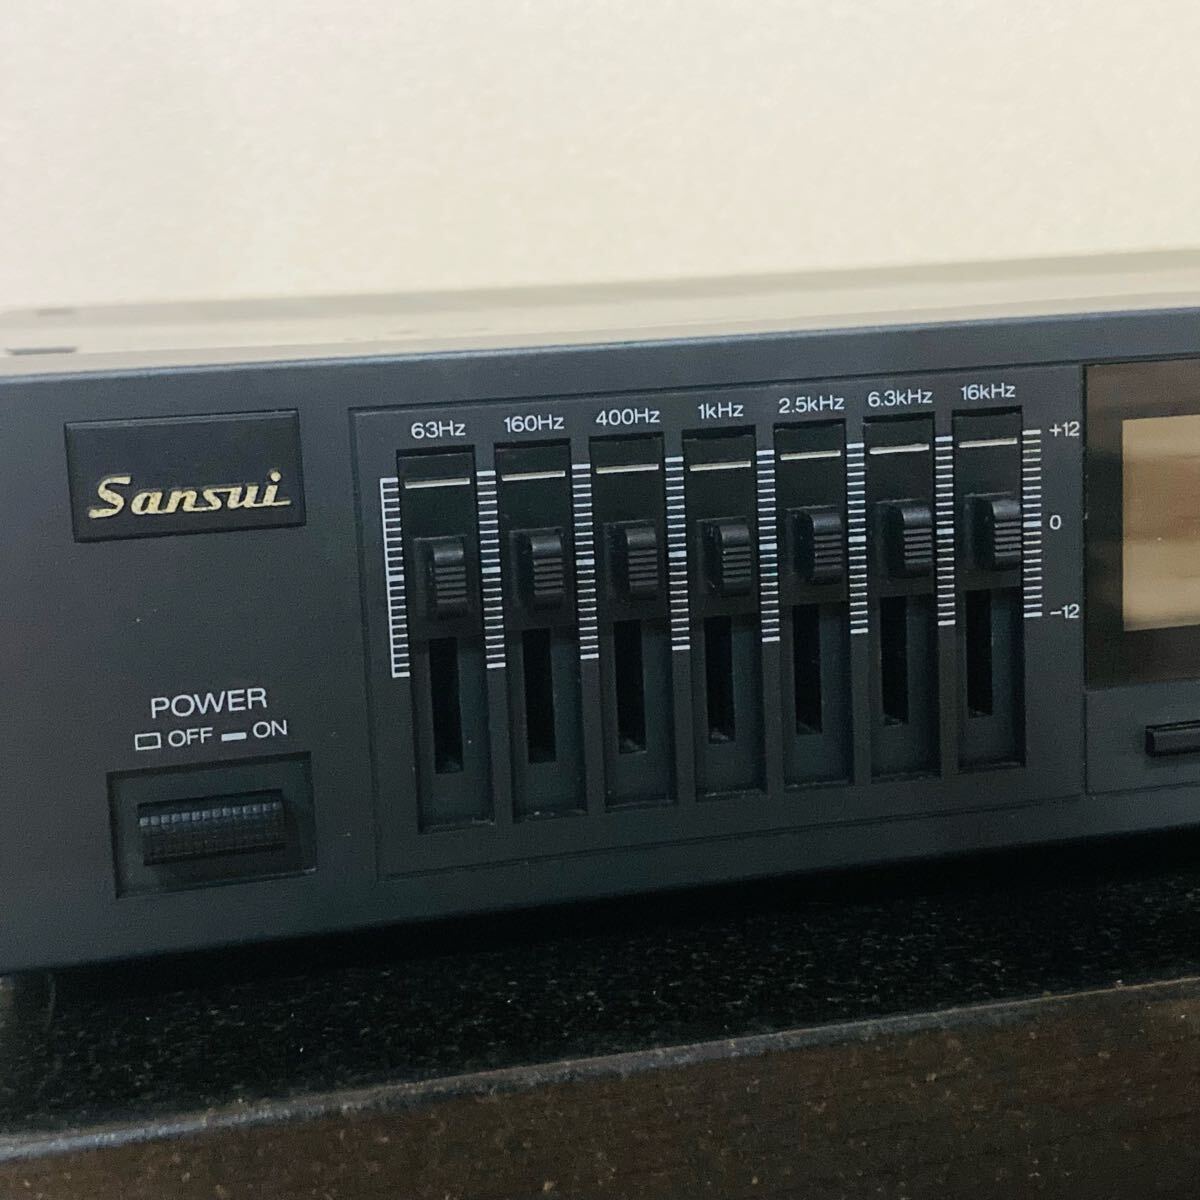 63Hz 160Hz 400Hz 1kHz 2.5kHz 6.3kHz 16kHz
+12
Sansui
0
-12
POWER
OFF ON